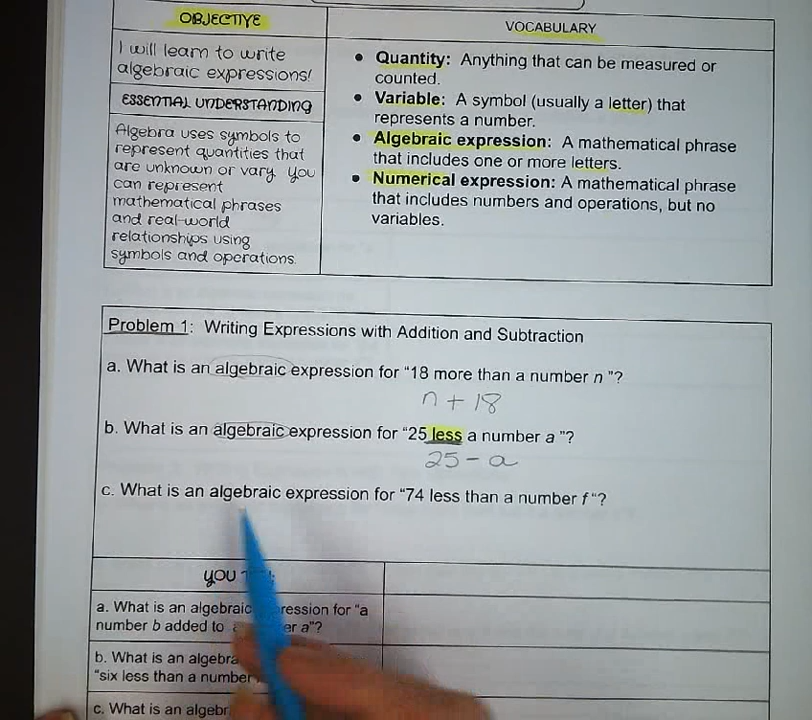 OBJECTIVE
I will learn to write
algebraic expressions!
ESSENTIAL UNDERSTANDING
Algebra uses symbols to
represent quantities that
are unknown or vary. You
can represent
mathematical phrases
and real-world
relationships using
symbols and operations.
VOCABULARY
• Quantity: Anything that can be measured or
counted.
• Variable: A symbol (usually a letter) that
represents a number.
• Algebraic expression: A mathematical phrase
that includes one or more letters.
• Numerical expression: A mathematical phrase
that includes numbers and operations, but no
variables.
Problem 1: Writing Expressions with Addition and Subtraction
a. What is an algebraic expression for "18 more than a number n"?
n + 18
b. What is an algebraic expression for "25 less a number a"?
25 - a
c. What is an algebraic expression for "74 less than a number f"?
YOU
a. What is an algebraic for "a
number b added to a"?
b. What is an
"six less than a number
c. What is an